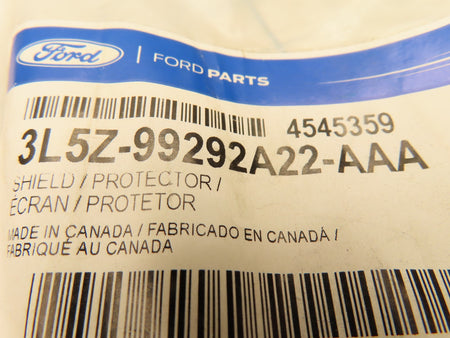 Ford | FORD PARTS
4545359
3L5Z-99292A22-AAA
SHIELD / PROTECTOR /
ÉCRAN / PROTETOR
MADE IN CANADA / FABRICADO EN CANADÁ /
FABRIQUÉ AU CANADA